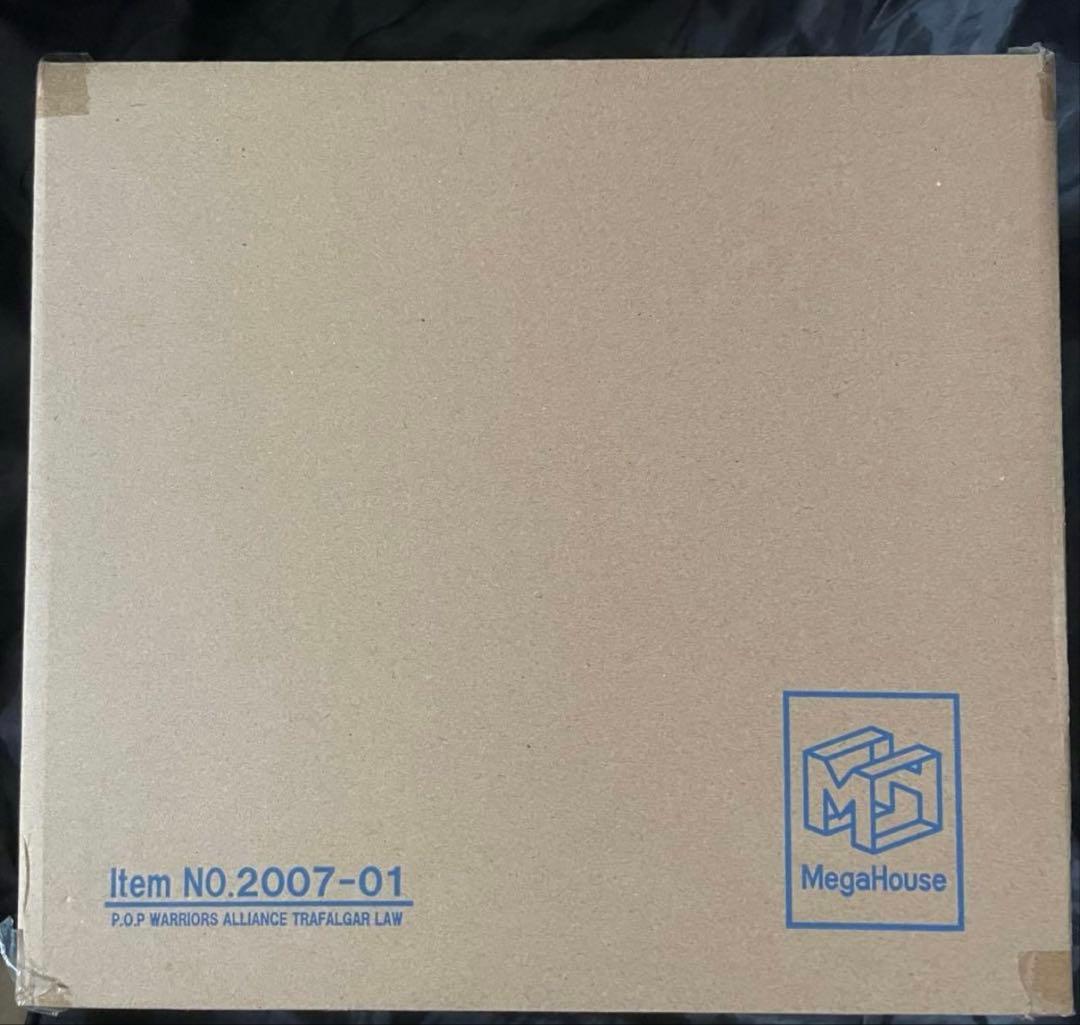 Item NO.2007-01
P.O.P WARRIORS ALLIANCE TRAFALGAR LAW
MegaHouse